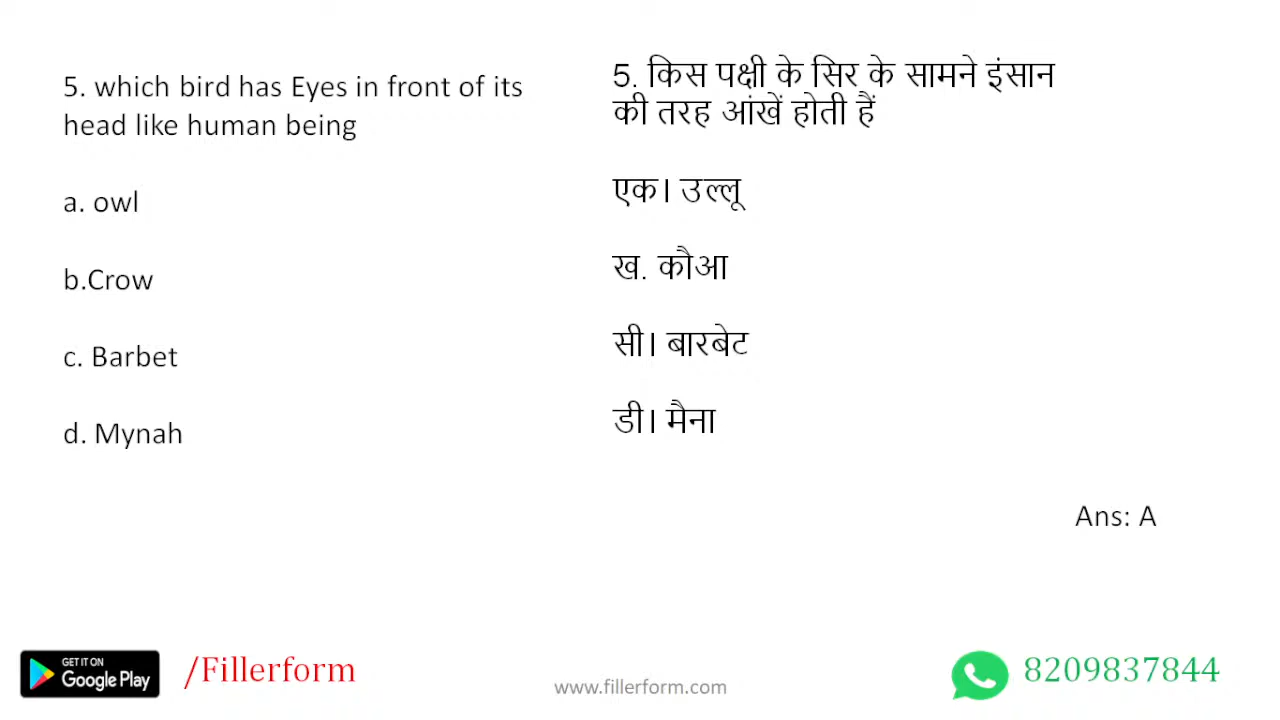 5. which bird has Eyes in front of its
head like human being
a. owl
b.Crow
c. Barbet
d. Mynah
5. किस पक्षी के सिर के सामने इंसान
की तरह आंखें होती हैं
एक। उल्लू
ख. कौआ
सी। बारबेट
डी। मैना
Ans: A
GET IT ON
Google Play
/Fillerform
www.fillerform.com
8209837844